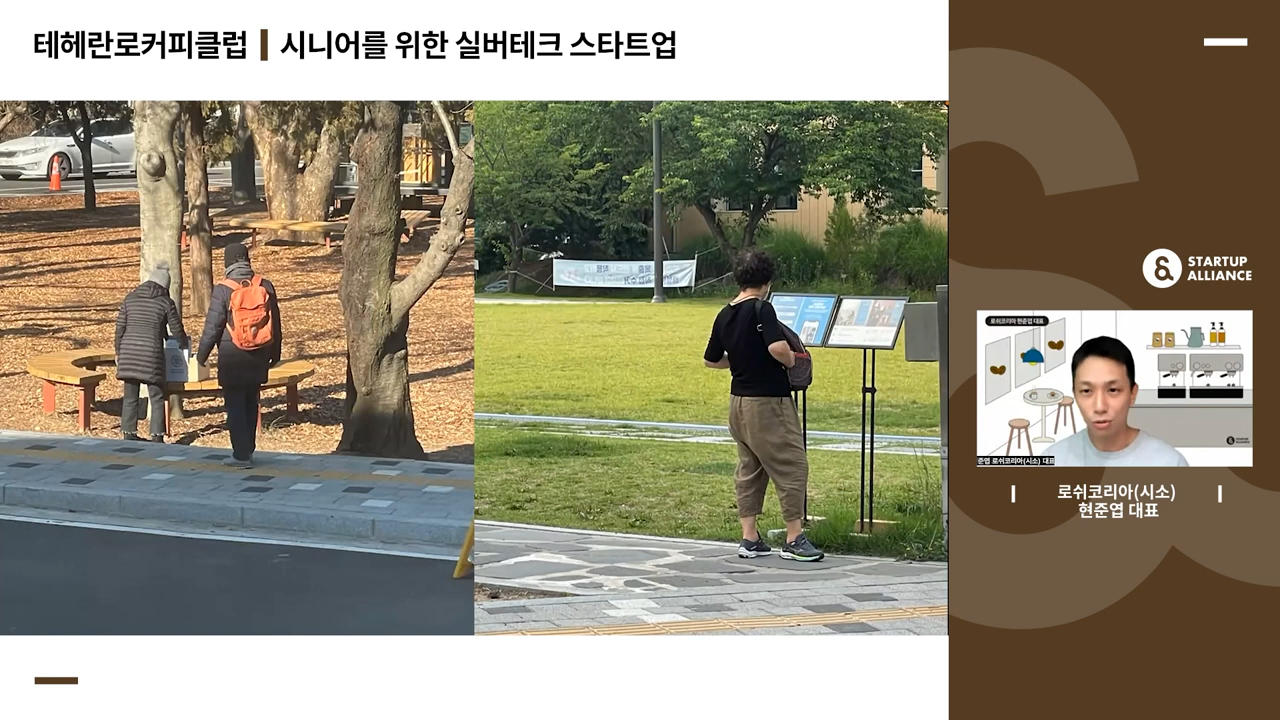 테헤란로커피클럽 | 시니어를 위한 실버테크 스타트업
STARTUP
ALLIANCE
로쉬코리아 현준엽 대표
준엽 로쉬코리아(시소) 대표
로쉬코리아(시소)
현준엽 대표